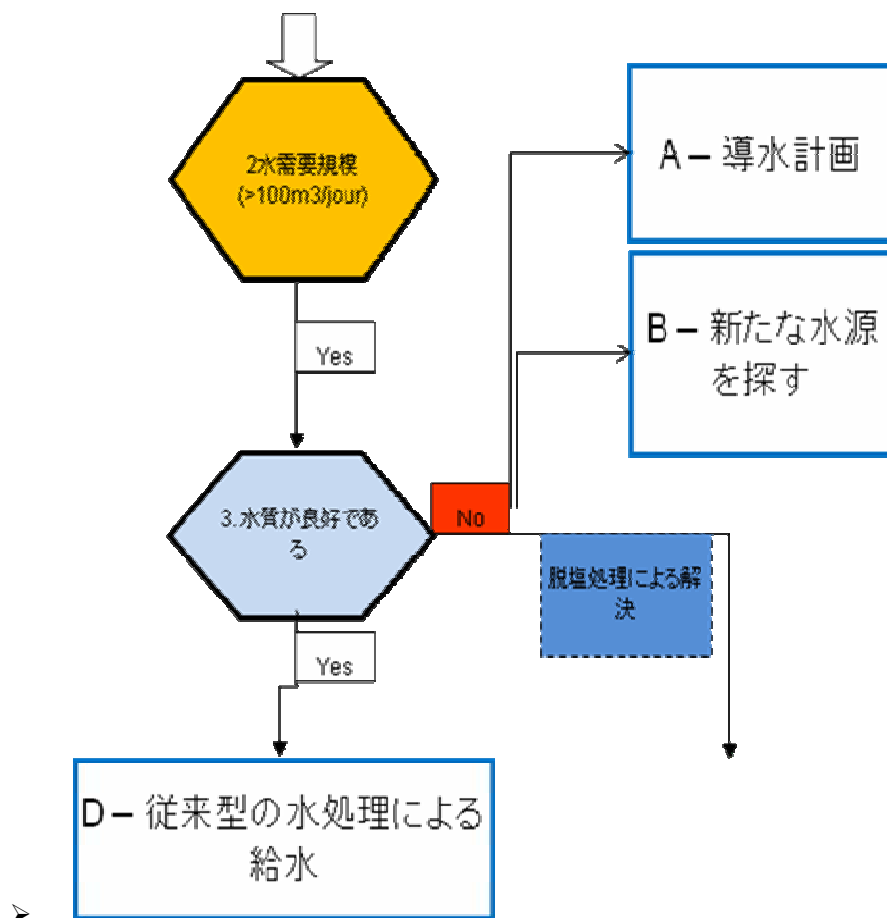 2水需要規模
(>100m3/jour)
A – 導水計画
B – 新たな水源
を探す
Yes
3.水質が良好であ
る
No
脱塩処理による解
決
Yes
D – 従来型の水処理による
給水